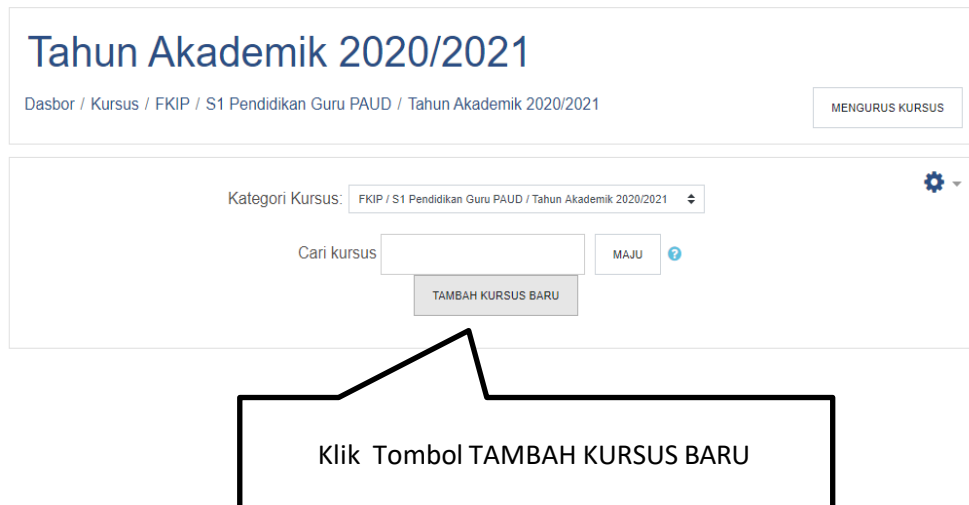 Tahun Akademik 2020/2021
Dasbor / Kursus / FKIP / S1 Pendidikan Guru PAUD / Tahun Akademik 2020/2021
MENGURUS KURSUS
Kategori Kursus: FKIP / S1 Pendidikan Guru PAUD / Tahun Akademik 2020/2021
Cari kursus MAJU ?
TAMBAH KURSUS BARU
Klik Tombol TAMBAH KURSUS BARU